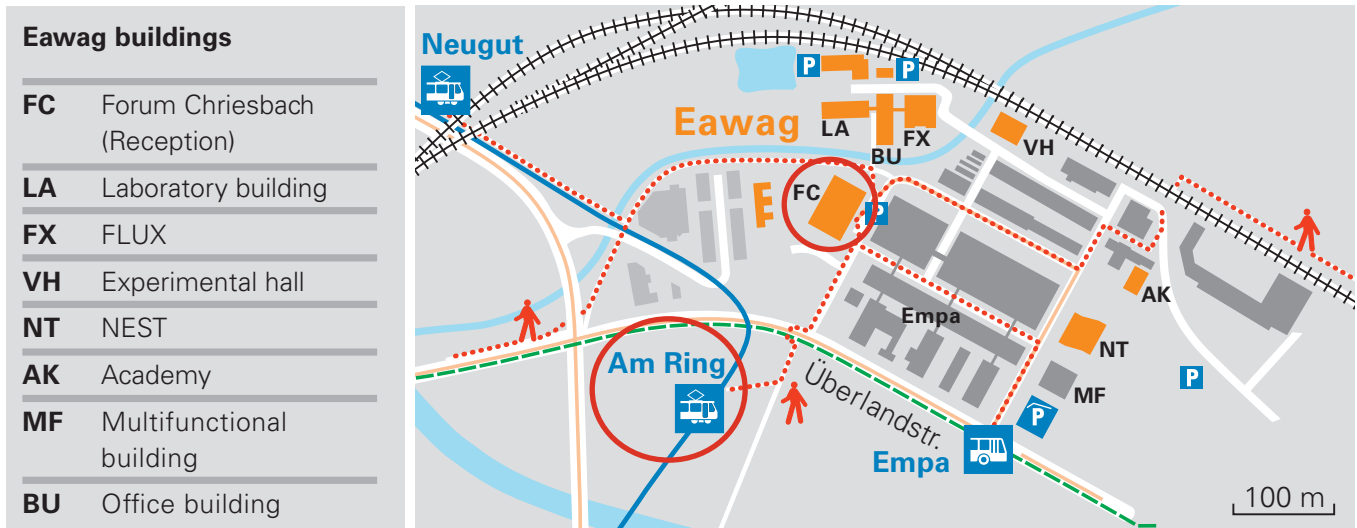 Eawag buildings
FC Forum Chriesbach
(Reception)
LA Laboratory building
FX FLUX
VH Experimental hall
NT NEST
AK Academy
MF Multifunctional
building
BU Office building
Neugut
P
P
Eawag
LA
FX
BU
VH
FC
P
AK
Empa
NT
Am Ring
MF
P
Überlandstr.
P
Empa
100 m